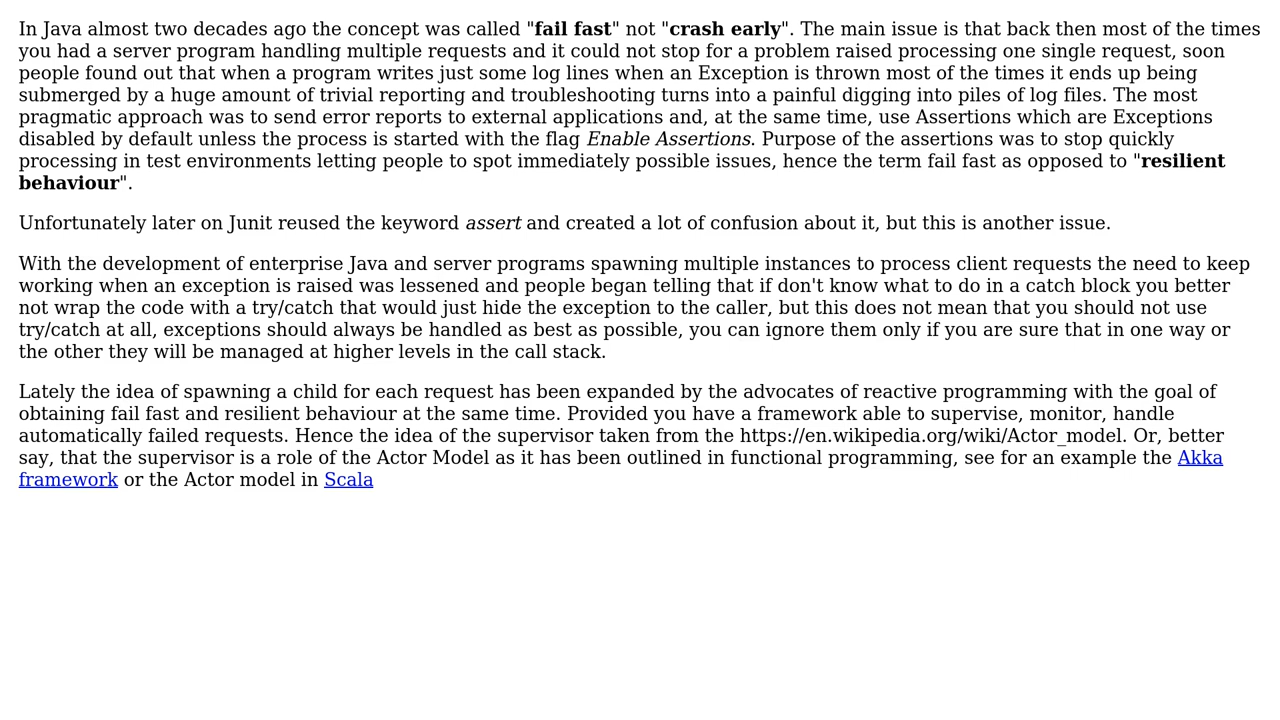 In Java almost two decades ago the concept was called "fail fast" not "crash early". The main issue is that back then most of the times
you had a server program handling multiple requests and it could not stop for a problem raised processing one single request, soon
people found out that when a program writes just some log lines when an Exception is thrown most of the times it ends up being
submerged by a huge amount of trivial reporting and troubleshooting turns into a painful digging into piles of log files. The most
pragmatic approach was to send error reports to external applications and, at the same time, use Assertions which are Exceptions
disabled by default unless the process is started with the flag Enable Assertions. Purpose of the assertions was to stop quickly
processing in test environments letting people to spot immediately possible issues, hence the term fail fast as opposed to "resilient
behaviour".
Unfortunately later on Junit reused the keyword assert and created a lot of confusion about it, but this is another issue.
With the development of enterprise Java and server programs spawning multiple instances to process client requests the need to keep
working when an exception is raised was lessened and people began telling that if don't know what to do in a catch block you better
not wrap the code with a try/catch that would just hide the exception to the caller, but this does not mean that you should not use
try/catch at all, exceptions should always be handled as best as possible, you can ignore them only if you are sure that in one way or
the other they will be managed at higher levels in the call stack.
Lately the idea of spawning a child for each request has been expanded by the advocates of reactive programming with the goal of
obtaining fail fast and resilient behaviour at the same time. Provided you have a framework able to supervise, monitor, handle
automatically failed requests. Hence the idea of the supervisor taken from the https://en.wikipedia.org/wiki/Actor_model. Or, better
say, that the supervisor is a role of the Actor Model as it has been outlined in functional programming, see for an example the Akka
framework or the Actor model in Scala